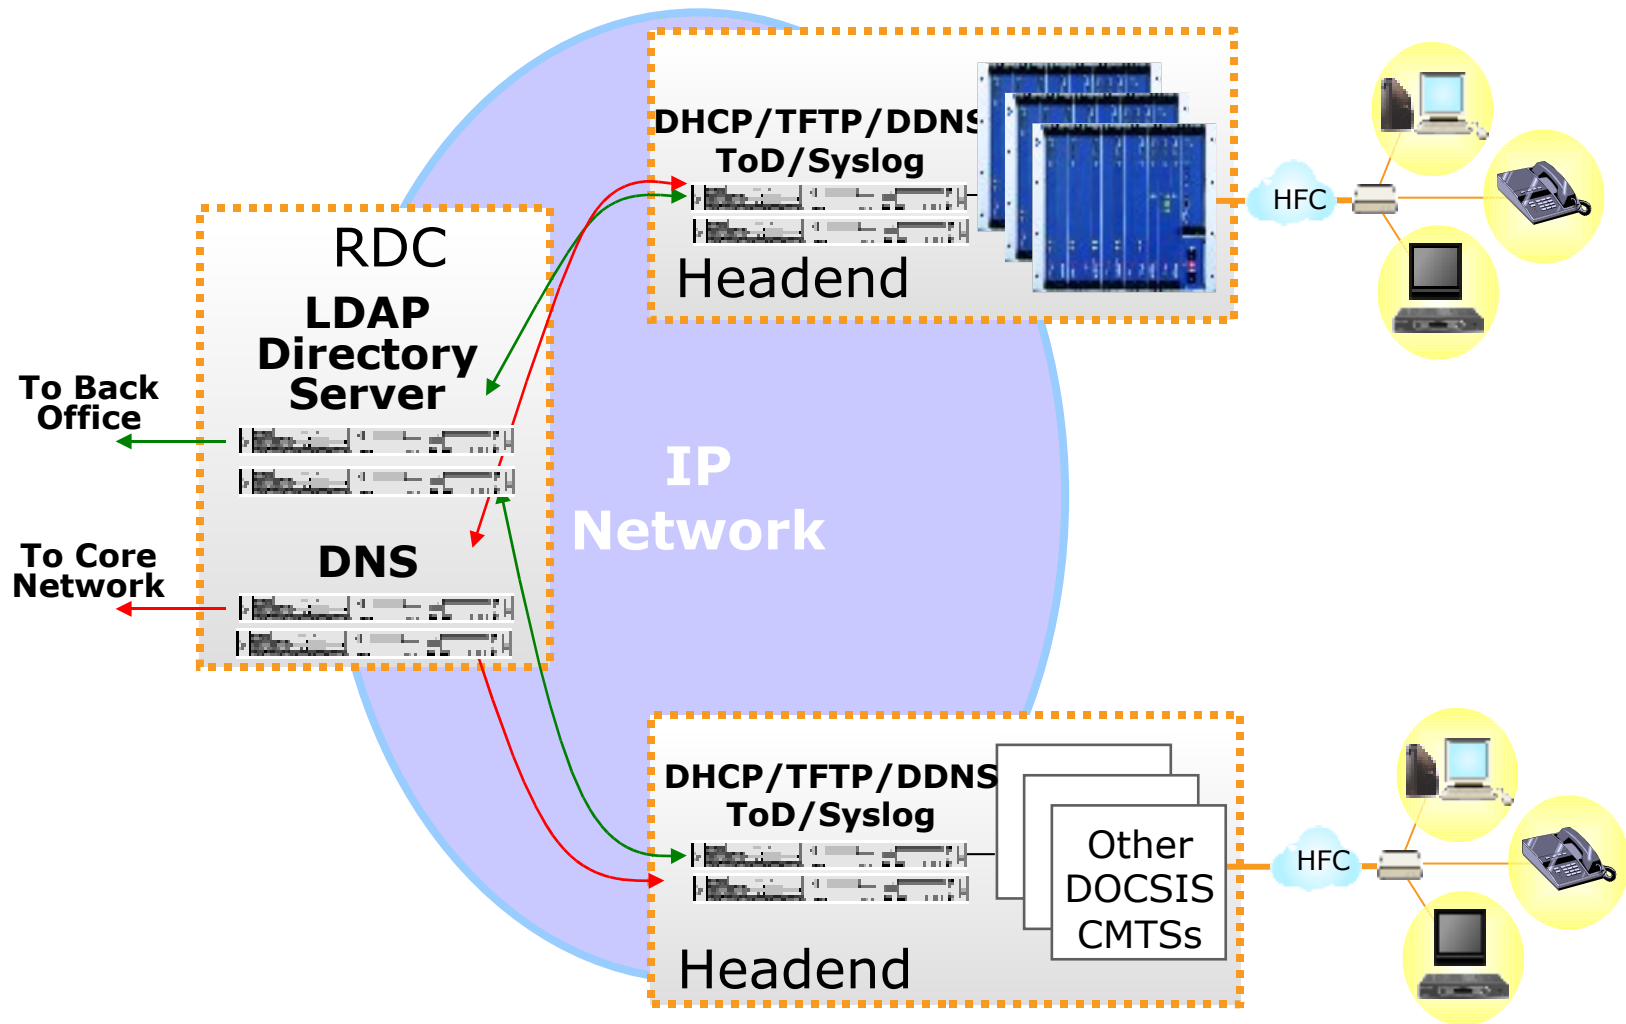 DHCP/TFTP/DDNS
ToD/Syslog
Headend
HFC
RDC
LDAP
Directory
Server
To Back
Office
IP
Network
To Core
Network
DNS
DHCP/TFTP/DDNS
ToD/Syslog
Other
DOCSIS
CMTSs
HFC
Headend